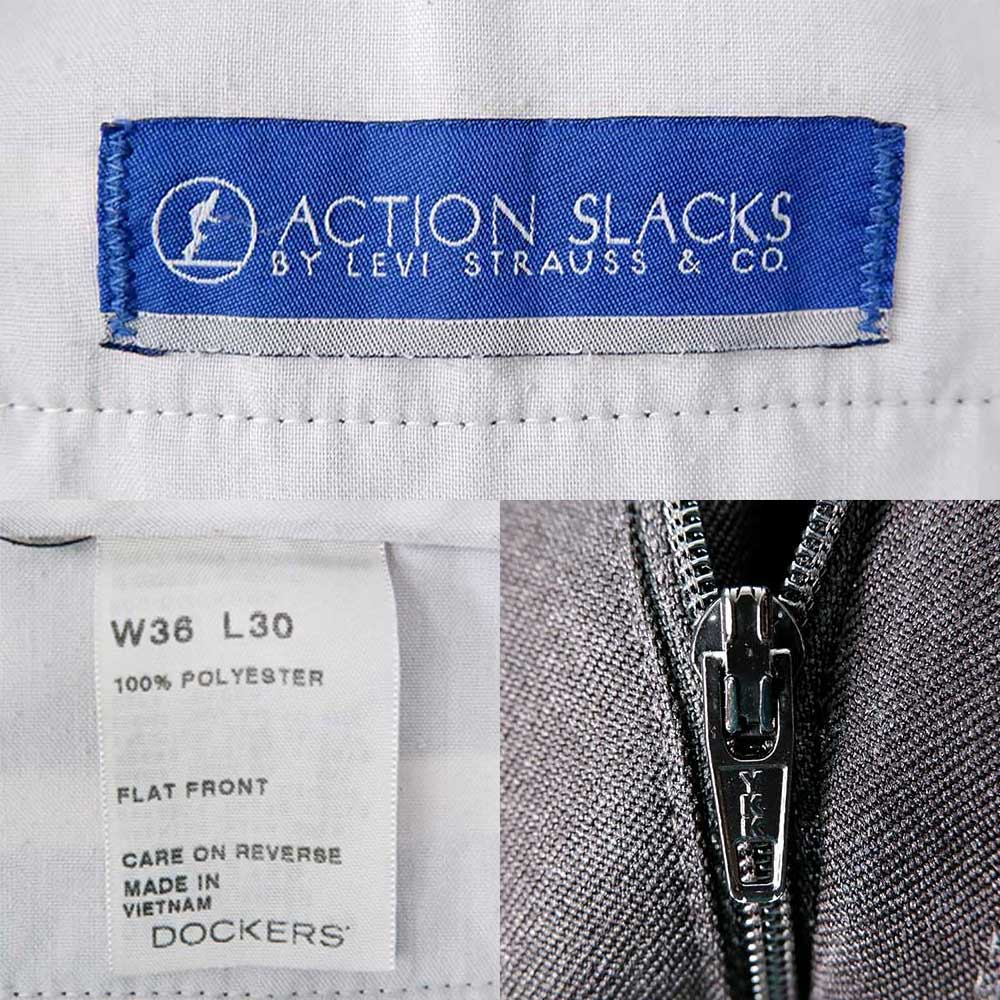 ACTION SLACKS
BY LEVI STRAUSS & CO.
W36 L30
100% POLYESTER
FLAT FRONT
CARE ON REVERSE
MADE IN
VIETNAM
DOCKERS
YKK
E